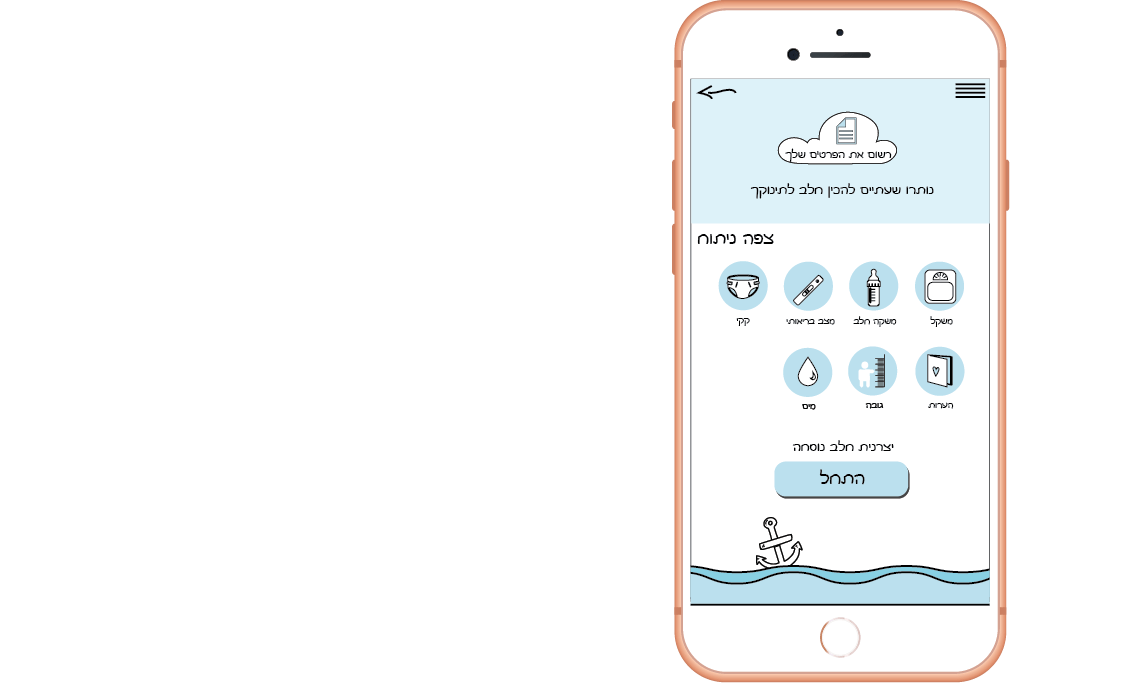 רשום את הפרטים שלך
נותרו שעתיים להכין חלב לתינוקך
צפה ניתוח
משקל
משקה חלב
מצב בריאותי
קקי
הערות
גובה
מים
יצרנית חלב נוסחה
התחל